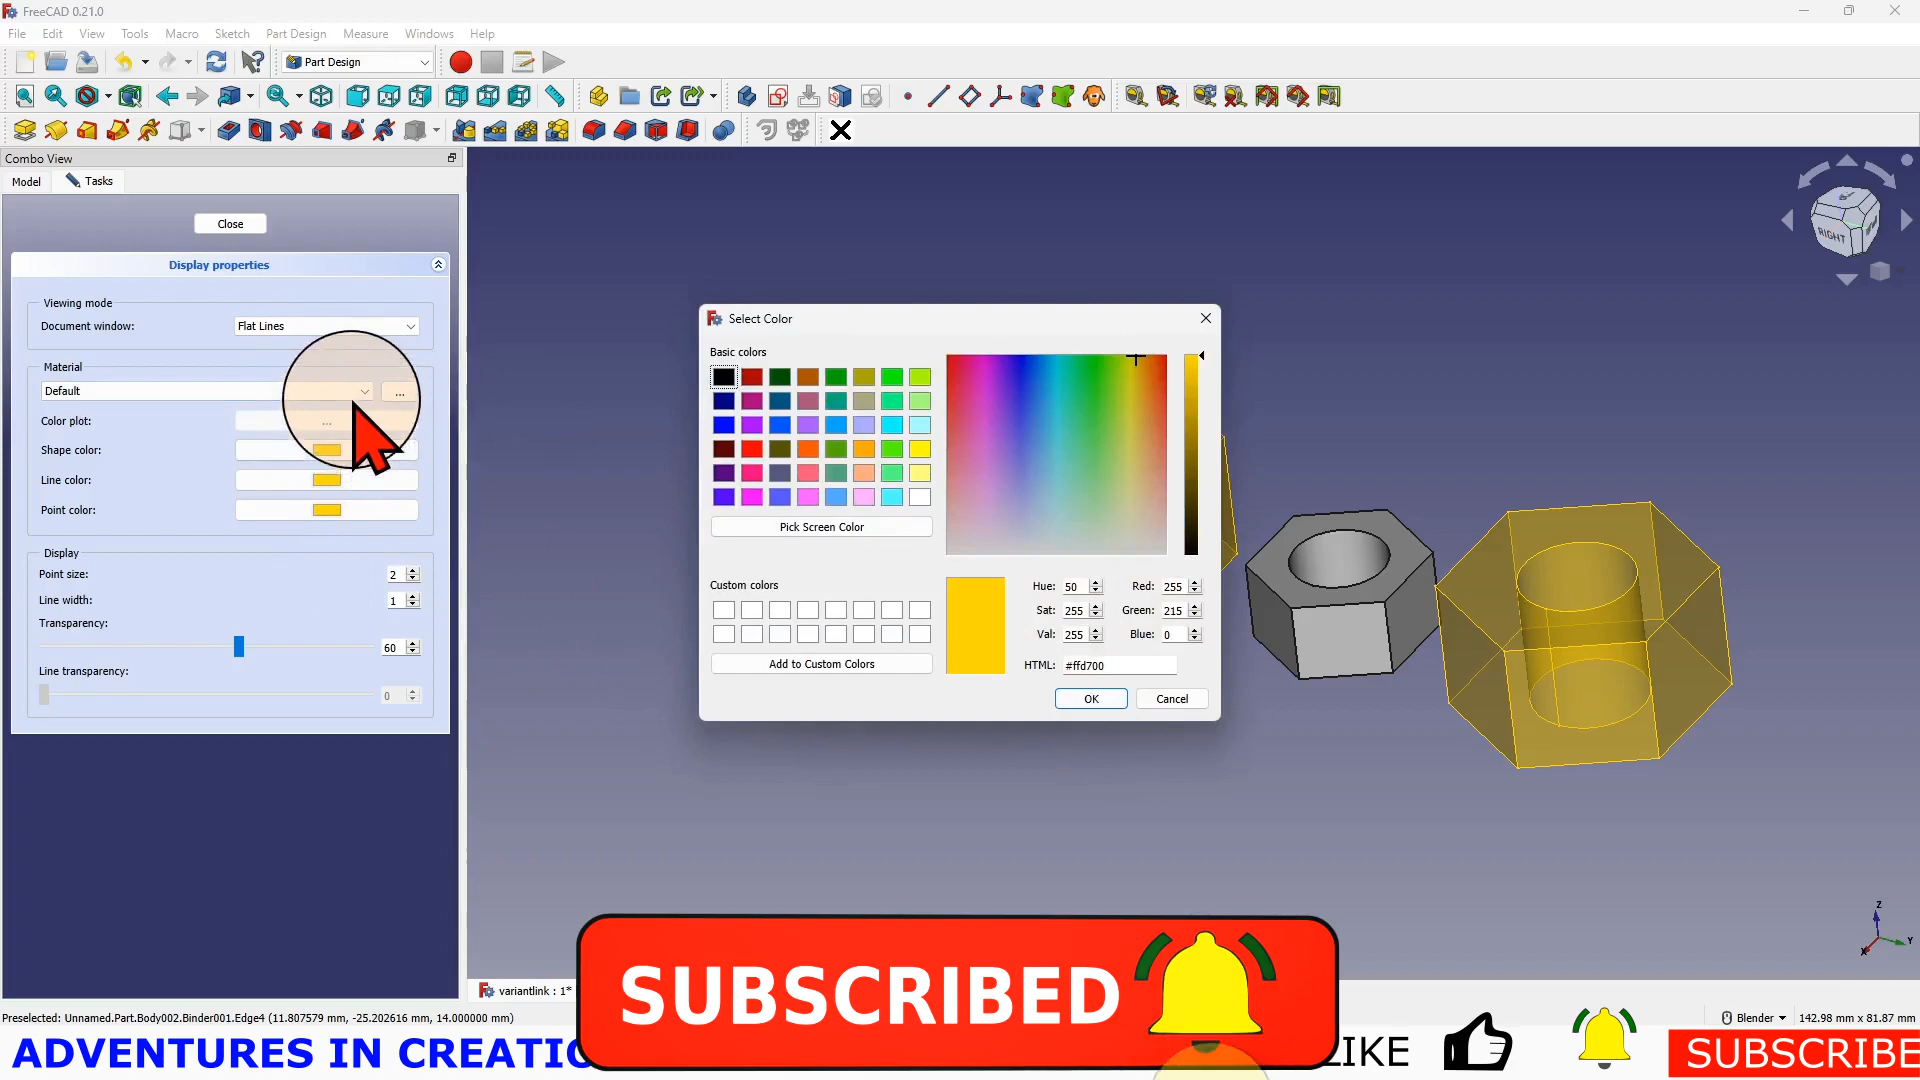 FreeCAD 0.21.0
File Edit View Tools Macro Sketch Part Design Measure Windows Help
Part Design
Combo View
Model Tasks
Close
Display properties
Viewing mode
Document window: Flat Lines
Material
Default ...
Color plot: ...
Shape color:
Line color:
Point color:
Display
Point size: 2
Line width: 1
Transparency:
60
Line transparency:
0
Select Color
Basic colors
Pick Screen Color
Custom colors
Add to Custom Colors
Hue: 50 Red: 255
Sat: 255 Green: 215
Val: 255 Blue: 0
HTML: #ffd700
OK Cancel
RIGHT
Z
Y
X
variantlink : 1*
SUBSCRIBED
Preselected: Unnamed.Part.Body002.Binder001.Edge4 (11.807579 mm, -25.202616 mm, 14.000000 mm)
Blender 142.98 mm x 81.87 mm
ADVENTURES IN CREATIO
LIKE
SUBSCRIBE